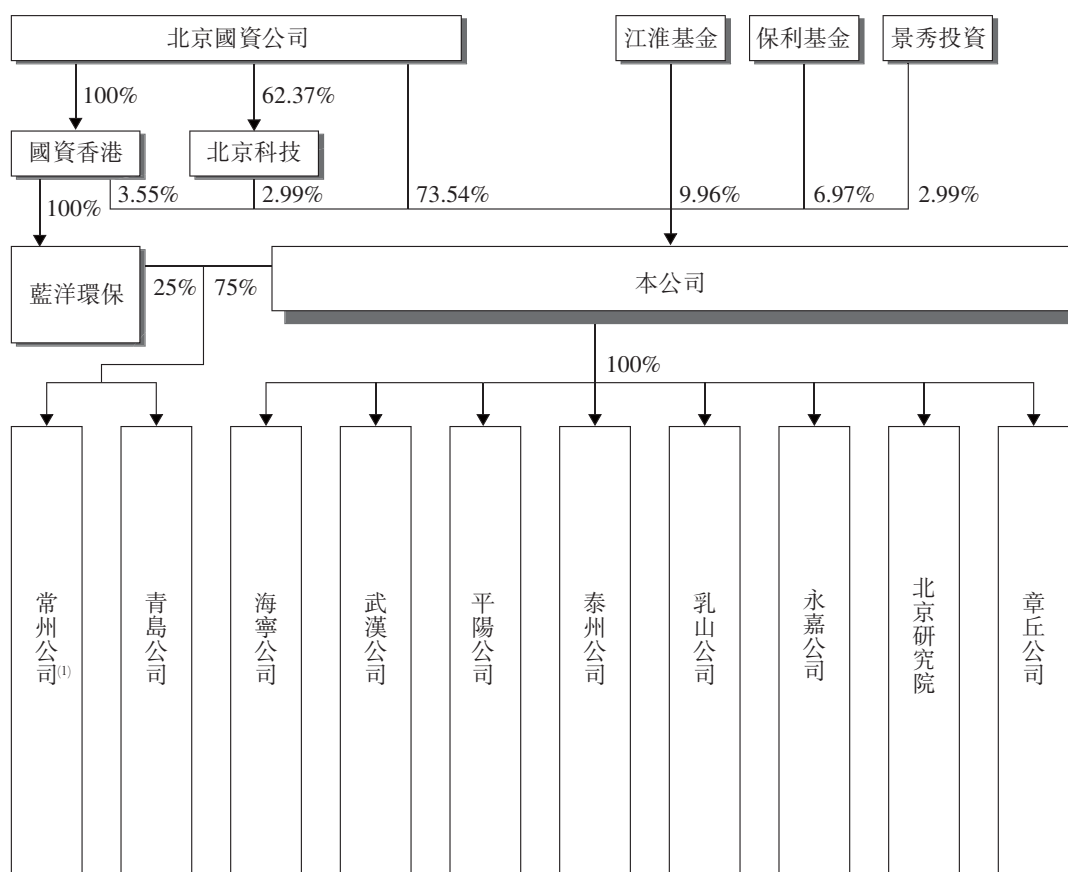 北京國資公司
江淮基金
保利基金
景秀投資
100%
62.37%
國資香港
北京科技
3.55%
2.99%
73.54%
9.96%
6.97%
2.99%
100%
藍洋環保
25%
75%
本公司
100%
常州公司(1)
青島公司
海寧公司
武漢公司
平陽公司
泰州公司
乳山公司
永嘉公司
北京研究院
章丘公司